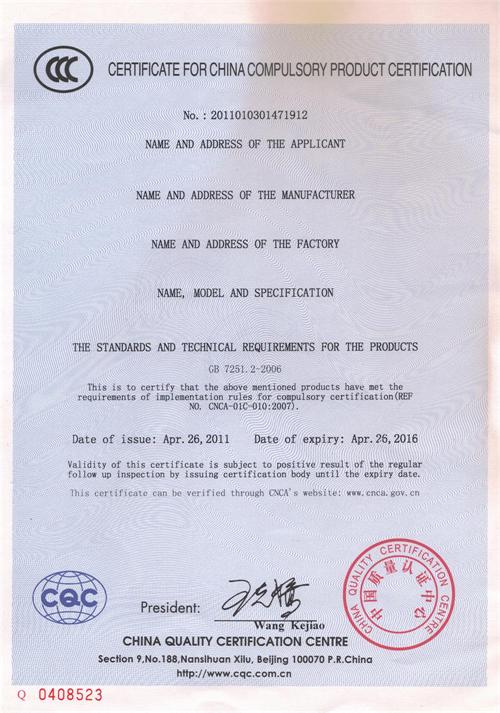 CCC
CERTIFICATE FOR CHINA COMPULSORY PRODUCT CERTIFICATION
No.: 2011010301471912
NAME AND ADDRESS OF THE APPLICANT
NAME AND ADDRESS OF THE MANUFACTURER
NAME AND ADDRESS OF THE FACTORY
NAME, MODEL AND SPECIFICATION
THE STANDARDS AND TECHNICAL REQUIREMENTS FOR THE PRODUCTS
GB 7251.2-2006
This is to certify that the above mentioned products have met the
requirements of implementation rules for compulsory certification(REF
NO. CNCA-01C-010:2007).
Date of issue: Apr.26,2011 Date of expiry: Apr.26,2016
Validity of this certificate is subject to positive result of the regular
follow up inspection by issuing certification body until the expiry date.
This certificate can be verified through CNCA's website: www.cnca.gov.cn
CQC
President:
Wang Kejiao
CHINA QUALITY CERTIFICATION CENTRE
中国质量认证中心
CHINA QUALITY CERTIFICATION CENTRE
Section 9,No.188,Nansihuan Xilu, Beijing 100070 P.R.China
http://www.cqc.com.cn
Q 0408523